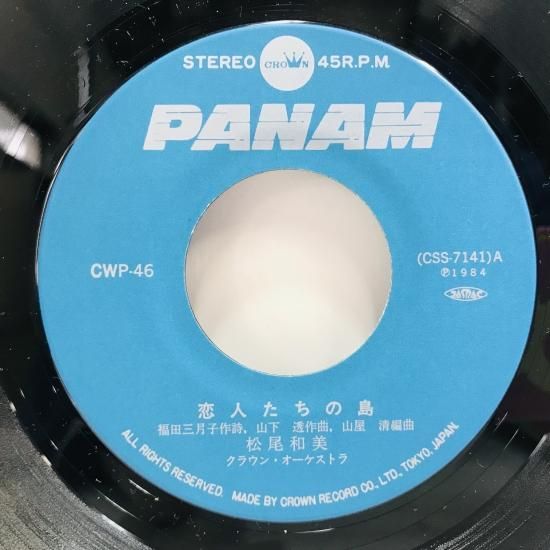 STEREO CROWN 45R.P.M.
PANAM
CWP-46
(CSS-7141)A
Ⓟ1984
JASRAC
恋人たちの島
福田三月子作詩, 山下 透作曲, 山屋 清編曲
松尾和美
クラウン・オーケストラ
ALL RIGHTS RESERVED. MADE BY CROWN RECORD CO., LTD., TOKYO, JAPAN.